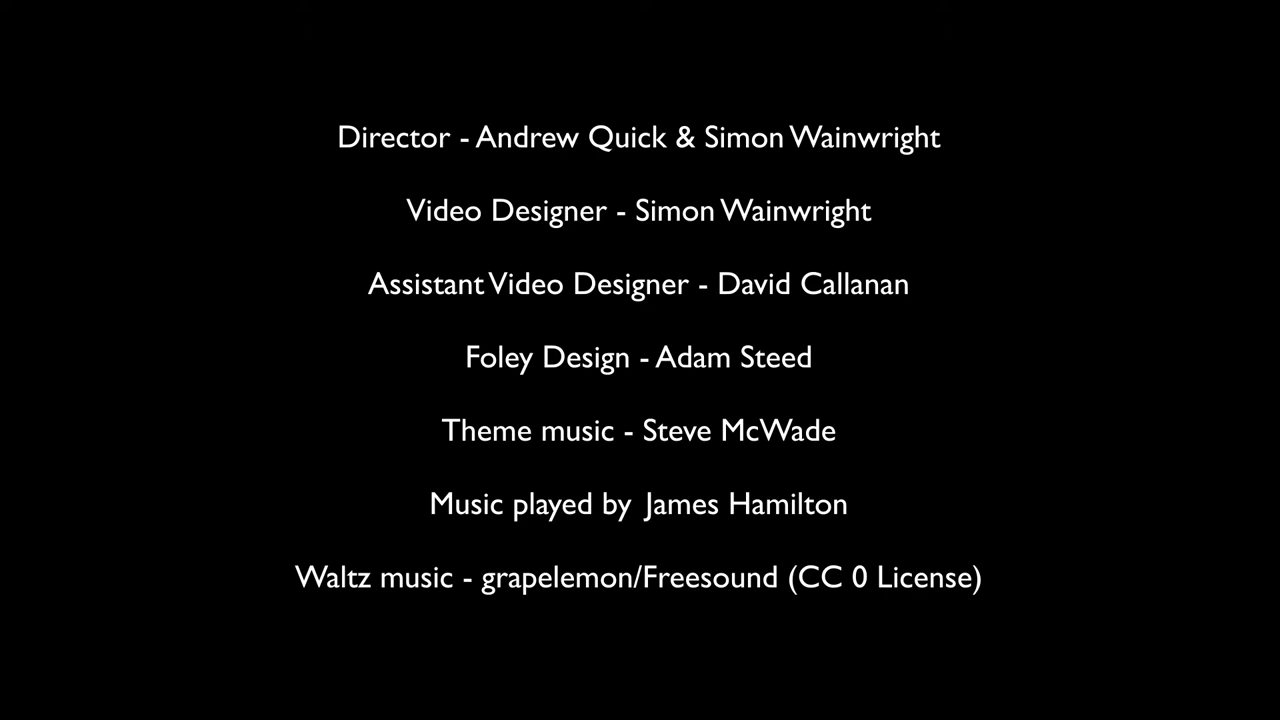 Director - Andrew Quick & Simon Wainwright
Video Designer - Simon Wainwright
Assistant Video Designer - David Callanan
Foley Design - Adam Steed
Theme music - Steve McWade
Music played by James Hamilton
Waltz music - grapelemon/Freesound (CC 0 License)